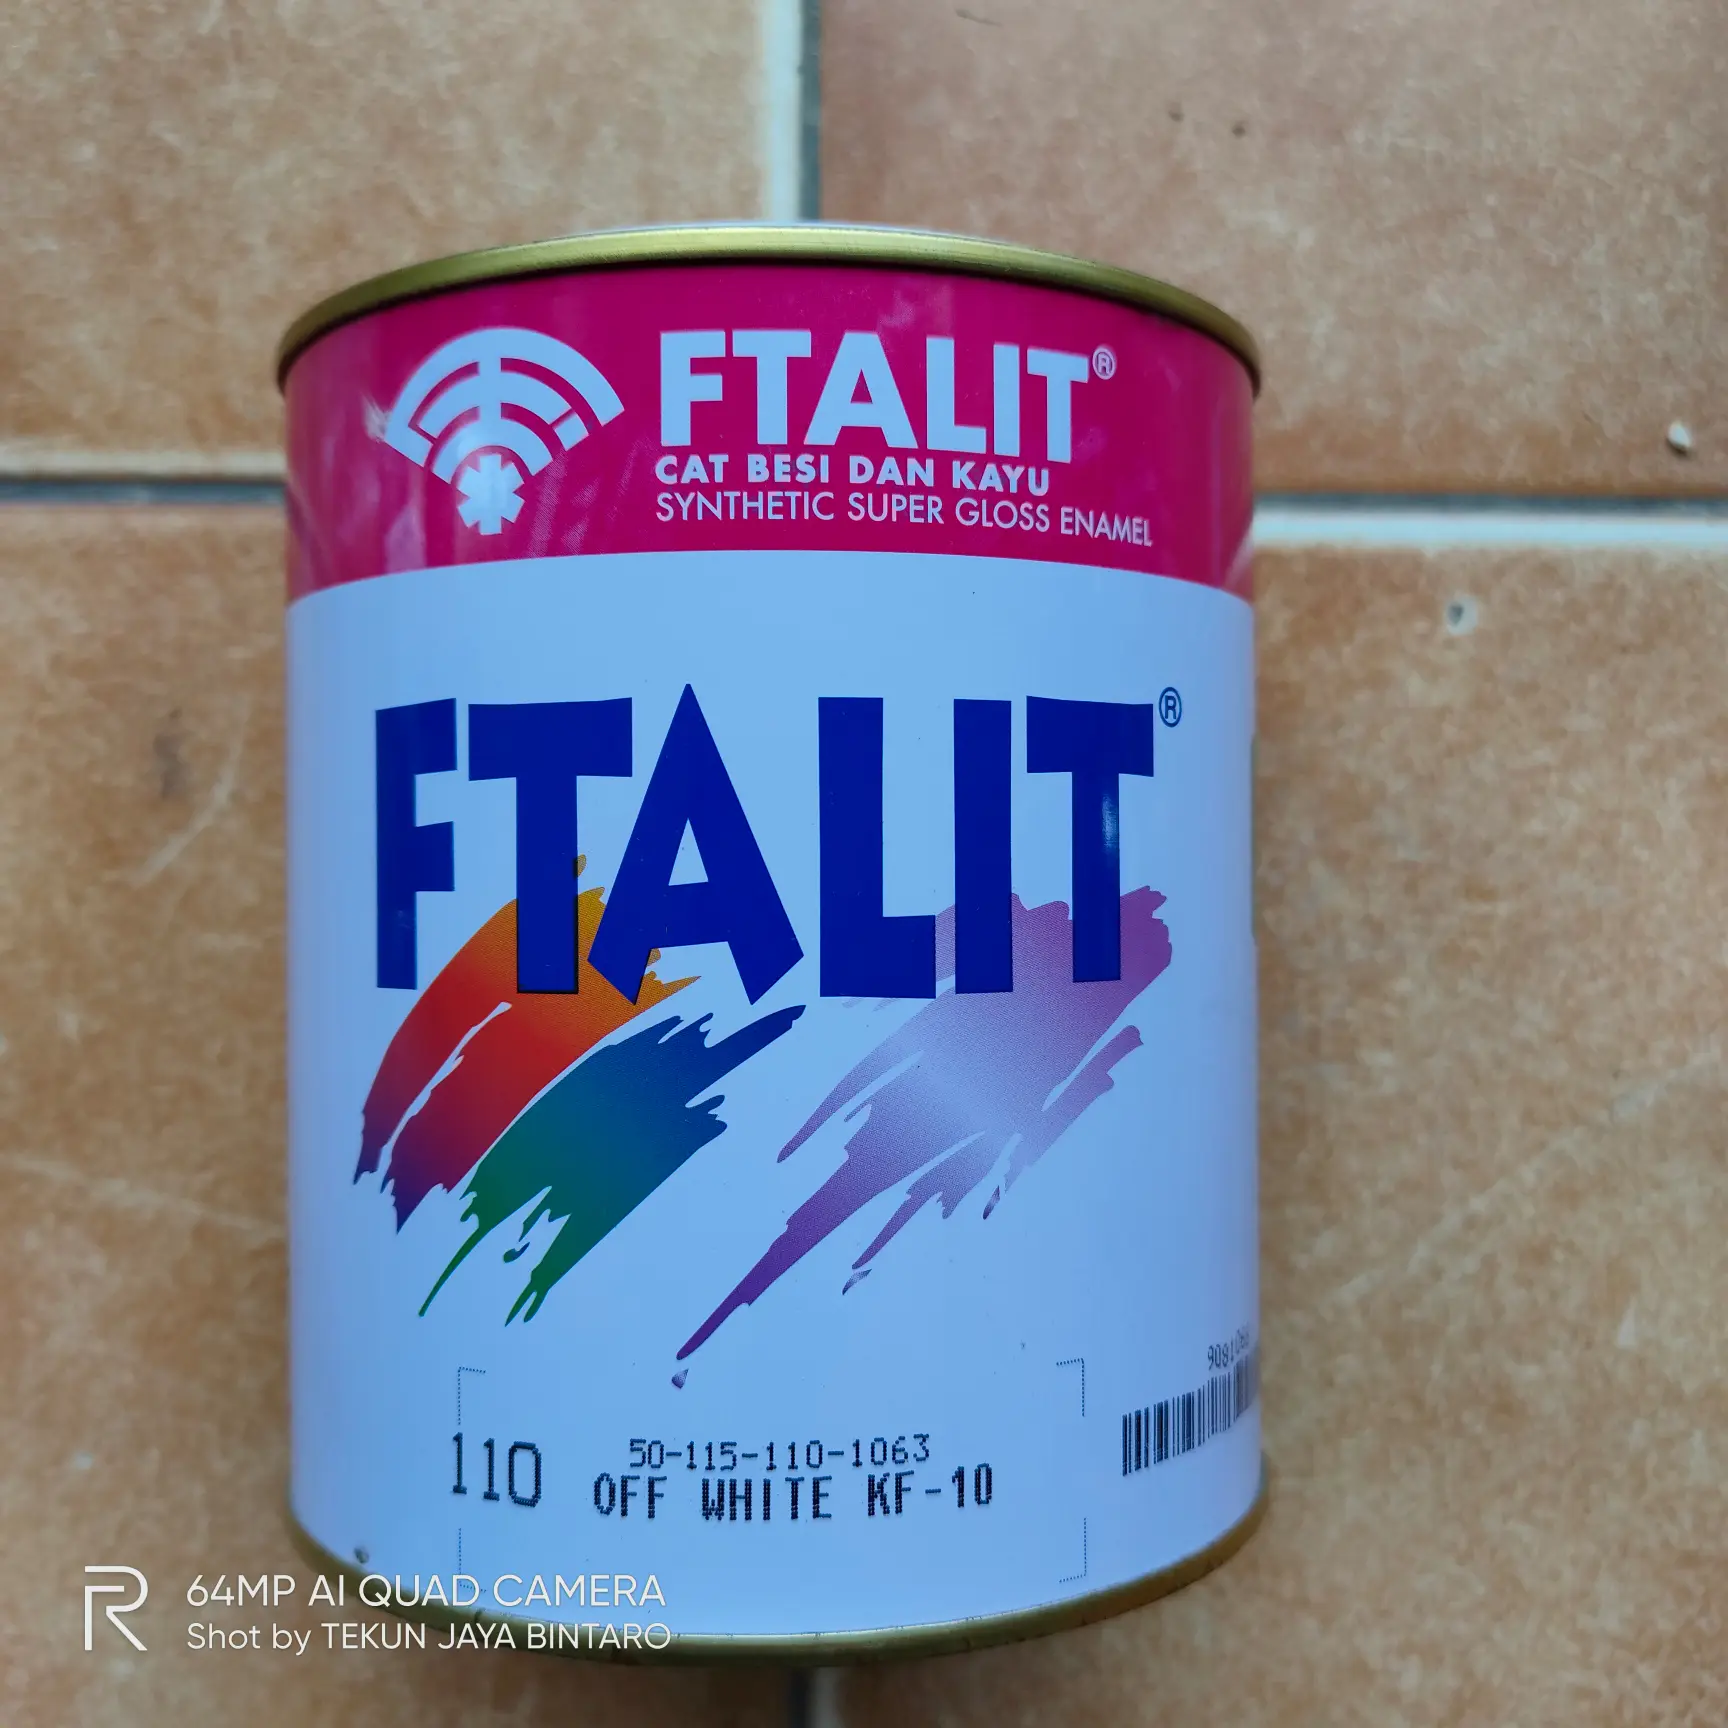 FTALIT®
CAT BESI DAN KAYU
SYNTHETIC SUPER GLOSS ENAMEL
FTALIT®
110
50-115-110-1063
OFF WHITE KF-10
R
64MP AI QUAD CAMERA
Shot by TEKUN JAYA BINTARO